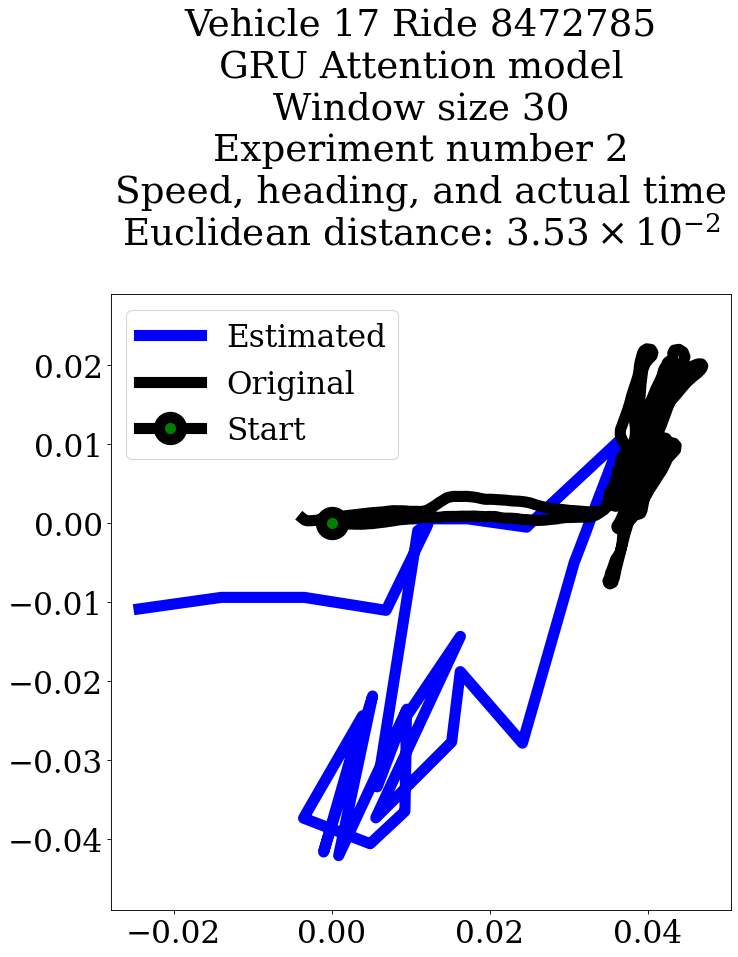 Vehicle 17 Ride 8472785
GRU Attention model
Window size 30
Experiment number 2
Speed, heading, and actual time
Euclidean distance: 3.53 × 10⁻²
Estimated
Original
Start
0.02
0.01
0.00
−0.01
−0.02
−0.03
−0.04
−0.02 0.00 0.02 0.04